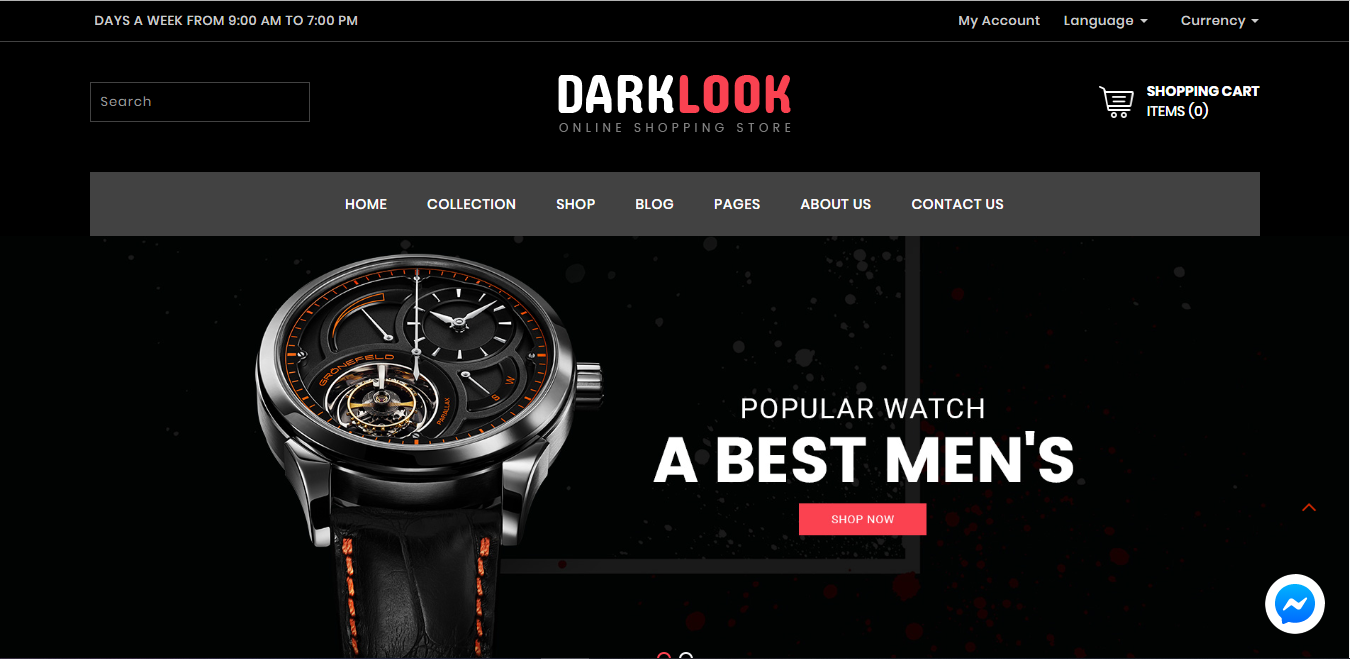 DAYS A WEEK FROM 9:00 AM TO 7:00 PM
My Account Language Currency
Search
DARKLOOK
ONLINE SHOPPING STORE
SHOPPING CART
ITEMS (0)
HOME COLLECTION SHOP BLOG PAGES ABOUT US CONTACT US
GRÖNEFELD
PARALLAX
S
W
POPULAR WATCH
A BEST MEN'S
SHOP NOW